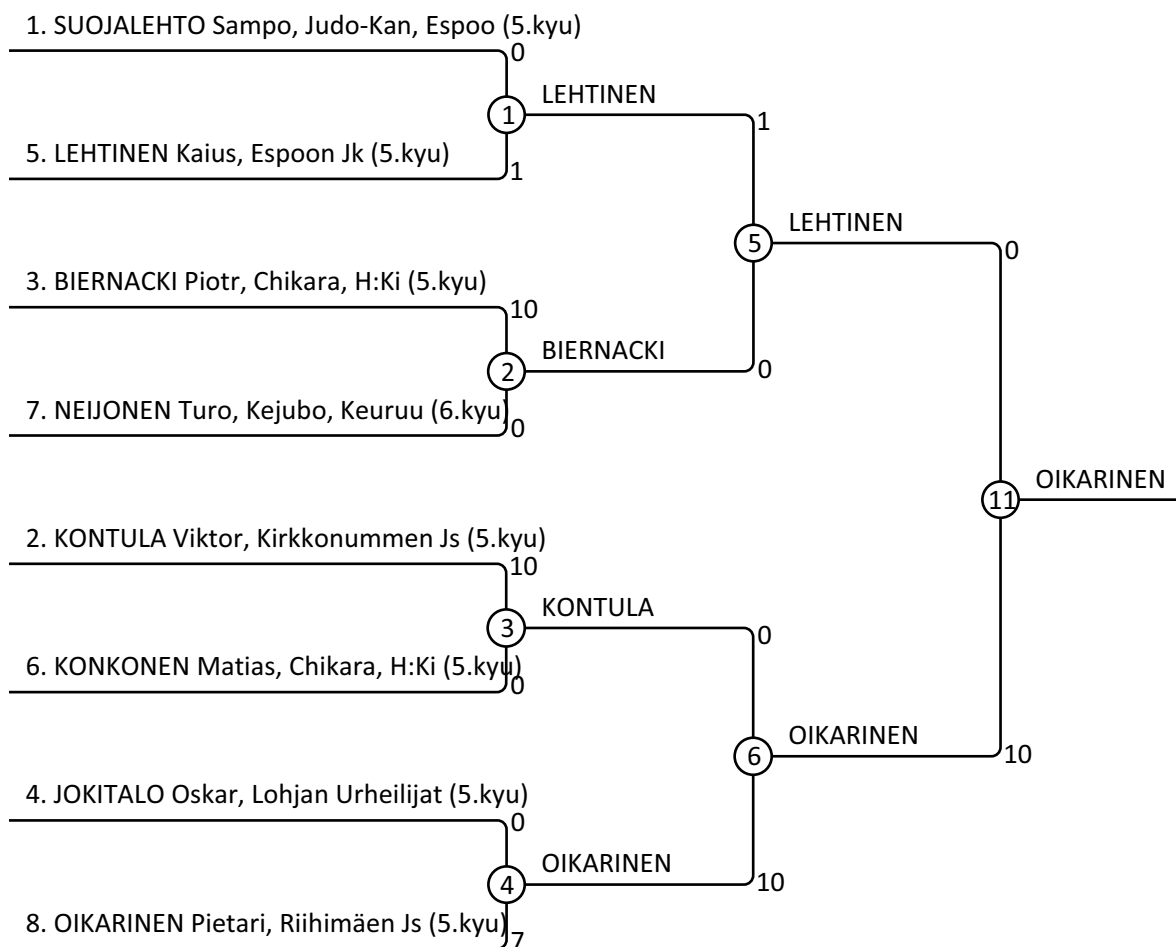 1. SUOJALEHTO Sampo, Judo-Kan, Espoo (5.kyu)
0
1 LEHTINEN
1
5. LEHTINEN Kaius, Espoon Jk (5.kyu)
1
5 LEHTINEN
0
3. BIERNACKI Piotr, Chikara, H:Ki (5.kyu)
10
2 BIERNACKI
0
7. NEIJONEN Turo, Kejubo, Keuruu (6.kyu)
0
11 OIKARINEN
2. KONTULA Viktor, Kirkkonummen Js (5.kyu)
10
3 KONTULA
0
6. KONKONEN Matias, Chikara, H:Ki (5.kyu)
0
6 OIKARINEN
10
4. JOKITALO Oskar, Lohjan Urheilijat (5.kyu)
0
4 OIKARINEN
10
8. OIKARINEN Pietari, Riihimäen Js (5.kyu)
7